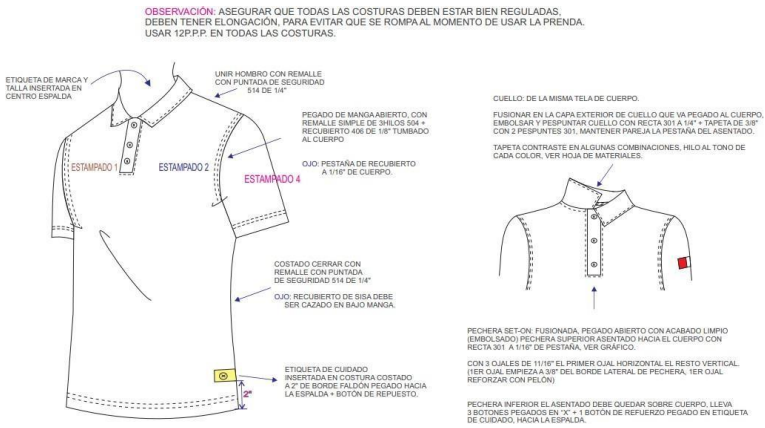 OBSERVACIÓN: ASEGURAR QUE TODAS LAS COSTURAS DEBEN ESTAR BIEN REGULADAS,
DEBEN TENER ELONGACIÓN, PARA EVITAR QUE SE ROMPA AL MOMENTO DE USAR LA PRENDA.
USAR 12P.P.P. EN TODAS LAS COSTURAS.
ETIQUETA DE MARCA Y
TALLA INSERTADA EN
CENTRO ESPALDA
UNIR HOMBRO CON REMALLE
CON PUNTADA DE SEGURIDAD
514 DE 1/4"
PEGADO DE MANGA ABIERTO, CON
REMALLE SIMPLE DE 3HILOS 504 +
RECUBIERTO 406 DE 1/8" TUMBADO
AL CUERPO
OJO: PESTAÑA DE RECUBIERTO
A 1/16" DE CUERPO.
ESTAMPADO 1
ESTAMPADO 2
ESTAMPADO 4
COSTADO CERRAR CON
REMALLE CON PUNTADA
DE SEGURIDAD 514 DE 1/4"
OJO: RECUBIERTO DE SISA DEBE
SER CAZADO EN BAJO MANGA.
ETIQUETA DE CUIDADO
INSERTADA EN COSTURA COSTADO
A 2" DE BORDE FALDÓN PEGADO HACIA
LA ESPALDA + BOTÓN DE REPUESTO.
2"
CUELLO: DE LA MISMA TELA DE CUERPO.
FUSIONAR EN LA CAPA EXTERIOR DE CUELLO QUE VA PEGADO AL CUERPO,
EMBOLSAR Y PESPUNTAR CUELLO CON RECTA 301 A 1/4" + TAPETA DE 3/8"
CON 2 PESPUNTES 301, MANTENER PAREJA LA PESTAÑA DEL ASENTADO.
TAPETA CONTRASTE EN ALGUNAS COMBINACIONES, HILO AL TONO DE
CADA COLOR, VER HOJA DE MATERIALES.
PECHERA SET-ON: FUSIONADA, PEGADO ABIERTO CON ACABADO LIMPIO
(EMBOLSADO) PECHERA SUPERIOR ASENTADO HACIA EL CUERPO CON
RECTA 301 A 1/16" DE PESTAÑA, VER GRÁFICO.
CON 3 OJALES DE 11/16" EL PRIMER OJAL HORIZONTAL EL RESTO VERTICAL.
(1ER OJAL EMPIEZA A 3/8" DEL BORDE LATERAL DE PECHERA, 1ER OJAL
REFORZAR CON PELÓN)
PECHERA INFERIOR EL ASENTADO DEBE QUEDAR SOBRE CUERPO, LLEVA
3 BOTONES PEGADOS EN "X" + 1 BOTÓN DE REFUERZO PEGADO EN ETIQUETA
DE CUIDADO, HACIA LA ESPALDA.